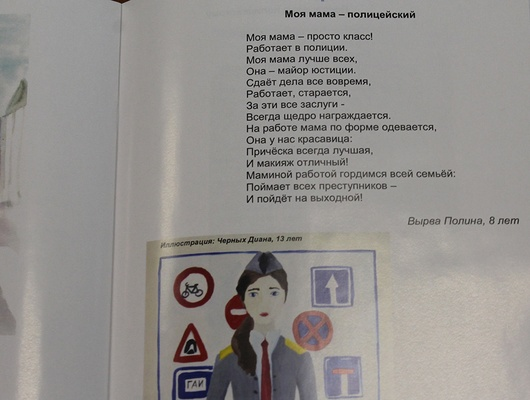 Моя мама – полицейский
Моя мама – просто класс!
Работает в полиции.
Моя мама лучше всех,
Она – майор юстиции.
Сдаёт дела все вовремя,
Работает, старается,
За эти все заслуги -
Всегда щедро награждается.
На работе мама по форме одевается,
Она у нас красавица:
Причёска всегда лучшая,
И макияж отличный!
Маминой работой гордимся всей семьёй:
Поймает всех преступников –
И пойдёт на выходной!
Вырва Полина, 8 лет
Иллюстрация: Черных Диана, 13 лет
ГАИ